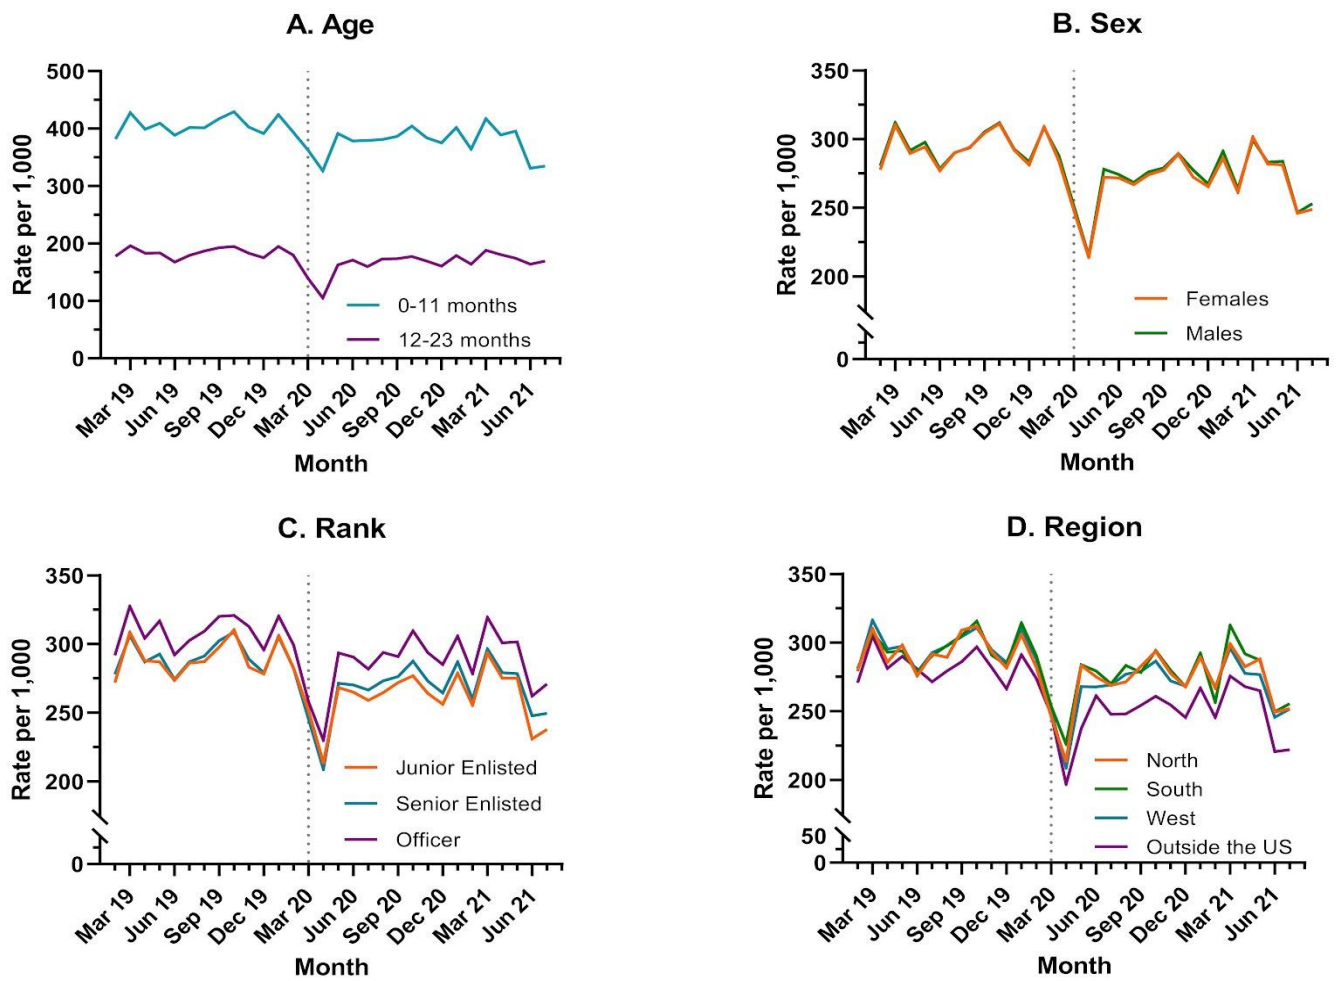 A. Age
500
400
300
200
100
0
Rate per 1,000
0-11 months
12-23 months
Mar 19
Jun 19
Sep 19
Dec 19
Mar 20
Jun 20
Sep 20
Dec 20
Mar 21
Jun 21
Month
B. Sex
350
300
250
200
0
Rate per 1,000
Females
Males
Mar 19
Jun 19
Sep 19
Dec 19
Mar 20
Jun 20
Sep 20
Dec 20
Mar 21
Jun 21
Month
C. Rank
350
300
250
200
0
Rate per 1,000
Junior Enlisted
Senior Enlisted
Officer
Mar 19
Jun 19
Sep 19
Dec 19
Mar 20
Jun 20
Sep 20
Dec 20
Mar 21
Jun 21
Month
D. Region
350
300
250
200
50
0
Rate per 1,000
North
South
West
Outside the US
Mar 19
Jun 19
Sep 19
Dec 19
Mar 20
Jun 20
Sep 20
Dec 20
Mar 21
Jun 21
Month